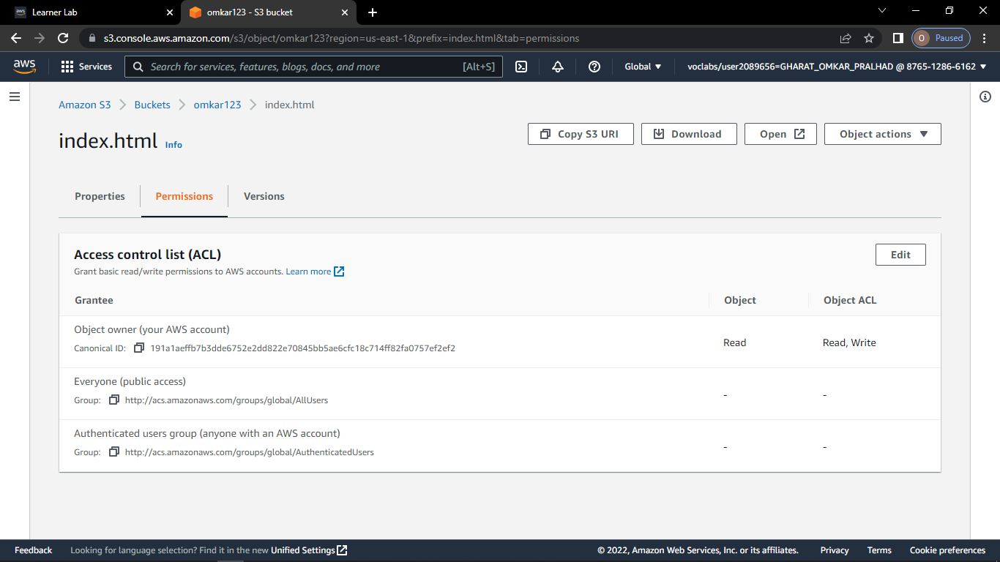 Learner Lab
omkar123 - S3 bucket
s3.console.aws.amazon.com/s3/object/omkar123?region=us-east-1&prefix=index.html&tab=permissions
O Paused
aws Services Search for services, features, blogs, docs, and more [Alt+S] Global voclabs/user2089656=GHARAT_OMKAR_PRALHAD @ 8765-1286-6162
Amazon S3 Buckets omkar123 index.html
index.html Info
Copy S3 URI Download Open Object actions
Properties Permissions Versions
Access control list (ACL)
Edit
Grant basic read/write permissions to AWS accounts. Learn more
Grantee Object Object ACL
Object owner (your AWS account)
Canonical ID: 191a1aeffb7b3dde6752e2dd822e70845bb5ae6cfc18c714ff82fa0757ef2ef2
Read Read, Write
Everyone (public access)
Group: http://acs.amazonaws.com/groups/global/AllUsers
- -
Authenticated users group (anyone with an AWS account)
Group: http://acs.amazonaws.com/groups/global/AuthenticatedUsers
- -
Feedback Looking for language selection? Find it in the new Unified Settings © 2022, Amazon Web Services, Inc. or its affiliates. Privacy Terms Cookie preferences